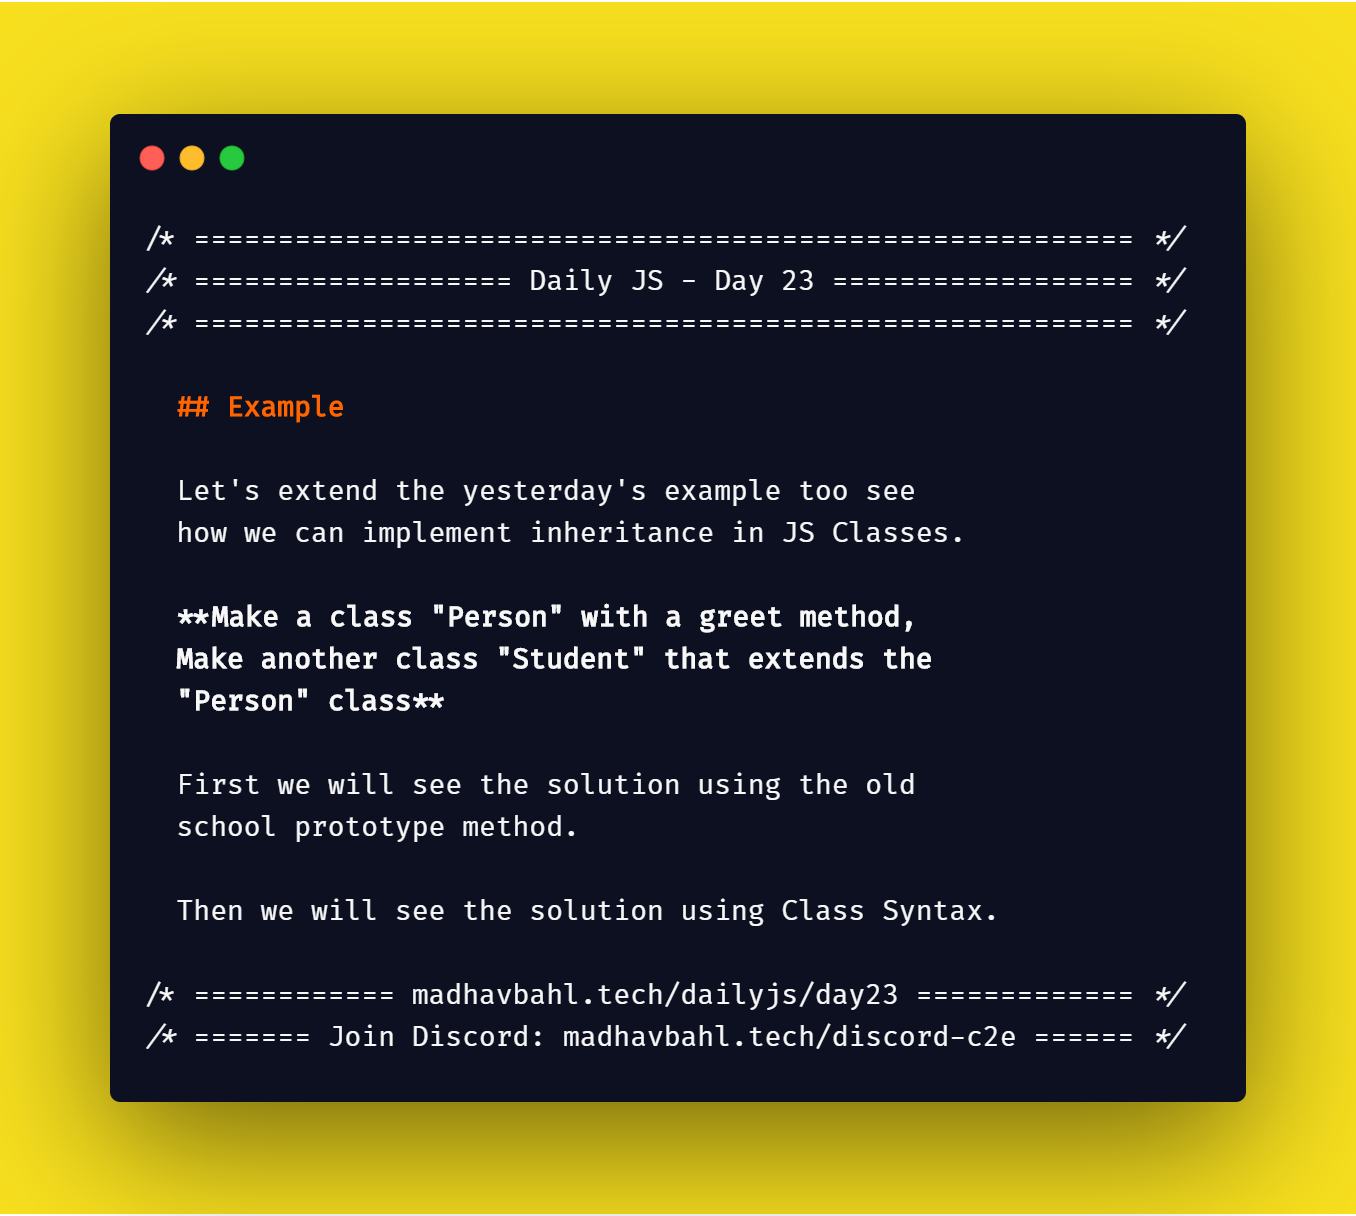 /* ======================================================== */
/* =================== Daily JS - Day 23 ================== */
/* ======================================================== */
## Example
Let's extend the yesterday's example too see
how we can implement inheritance in JS Classes.
**Make a class "Person" with a greet method,
Make another class "Student" that extends the
"Person" class**
First we will see the solution using the old
school prototype method.
Then we will see the solution using Class Syntax.
/* ============ madhavbahl.tech/dailyjs/day23 ============= */
/* ======= Join Discord: madhavbahl.tech/discord-c2e ====== */